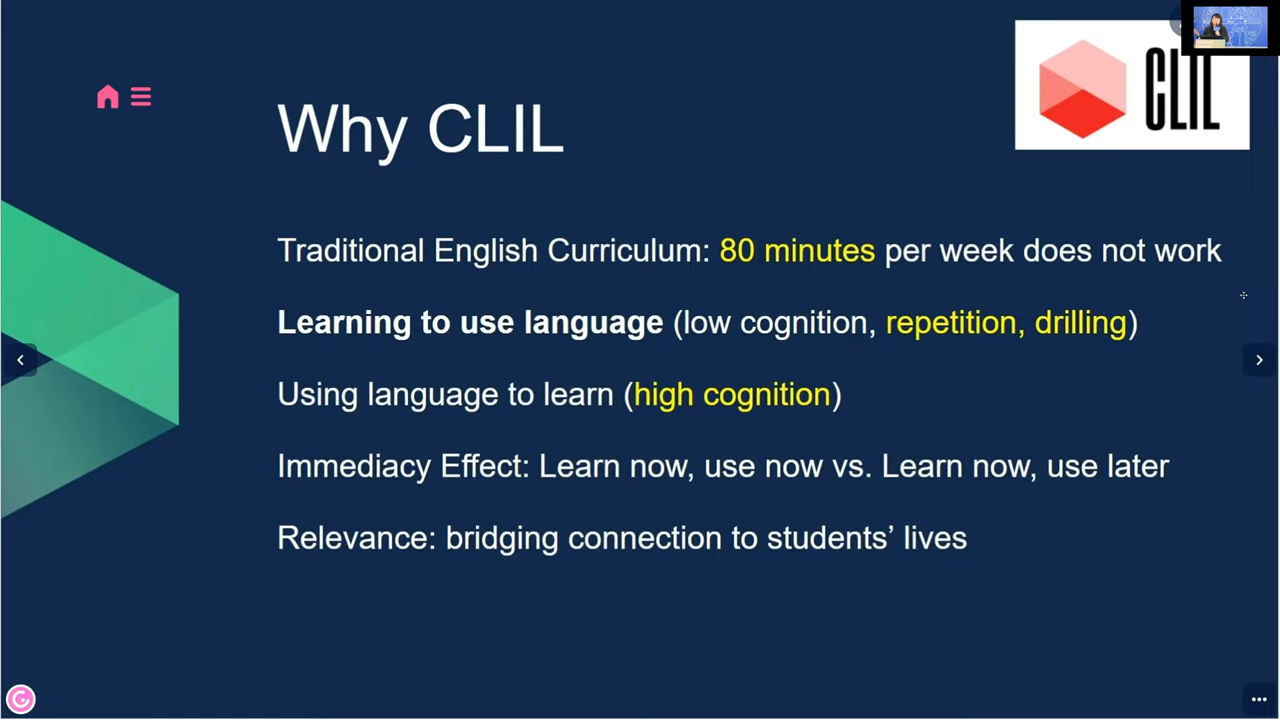 CLIL
Why CLIL
Traditional English Curriculum: 80 minutes per week does not work
Learning to use language (low cognition, repetition, drilling)
Using language to learn (high cognition)
Immediacy Effect: Learn now, use now vs. Learn now, use later
Relevance: bridging connection to students’ lives